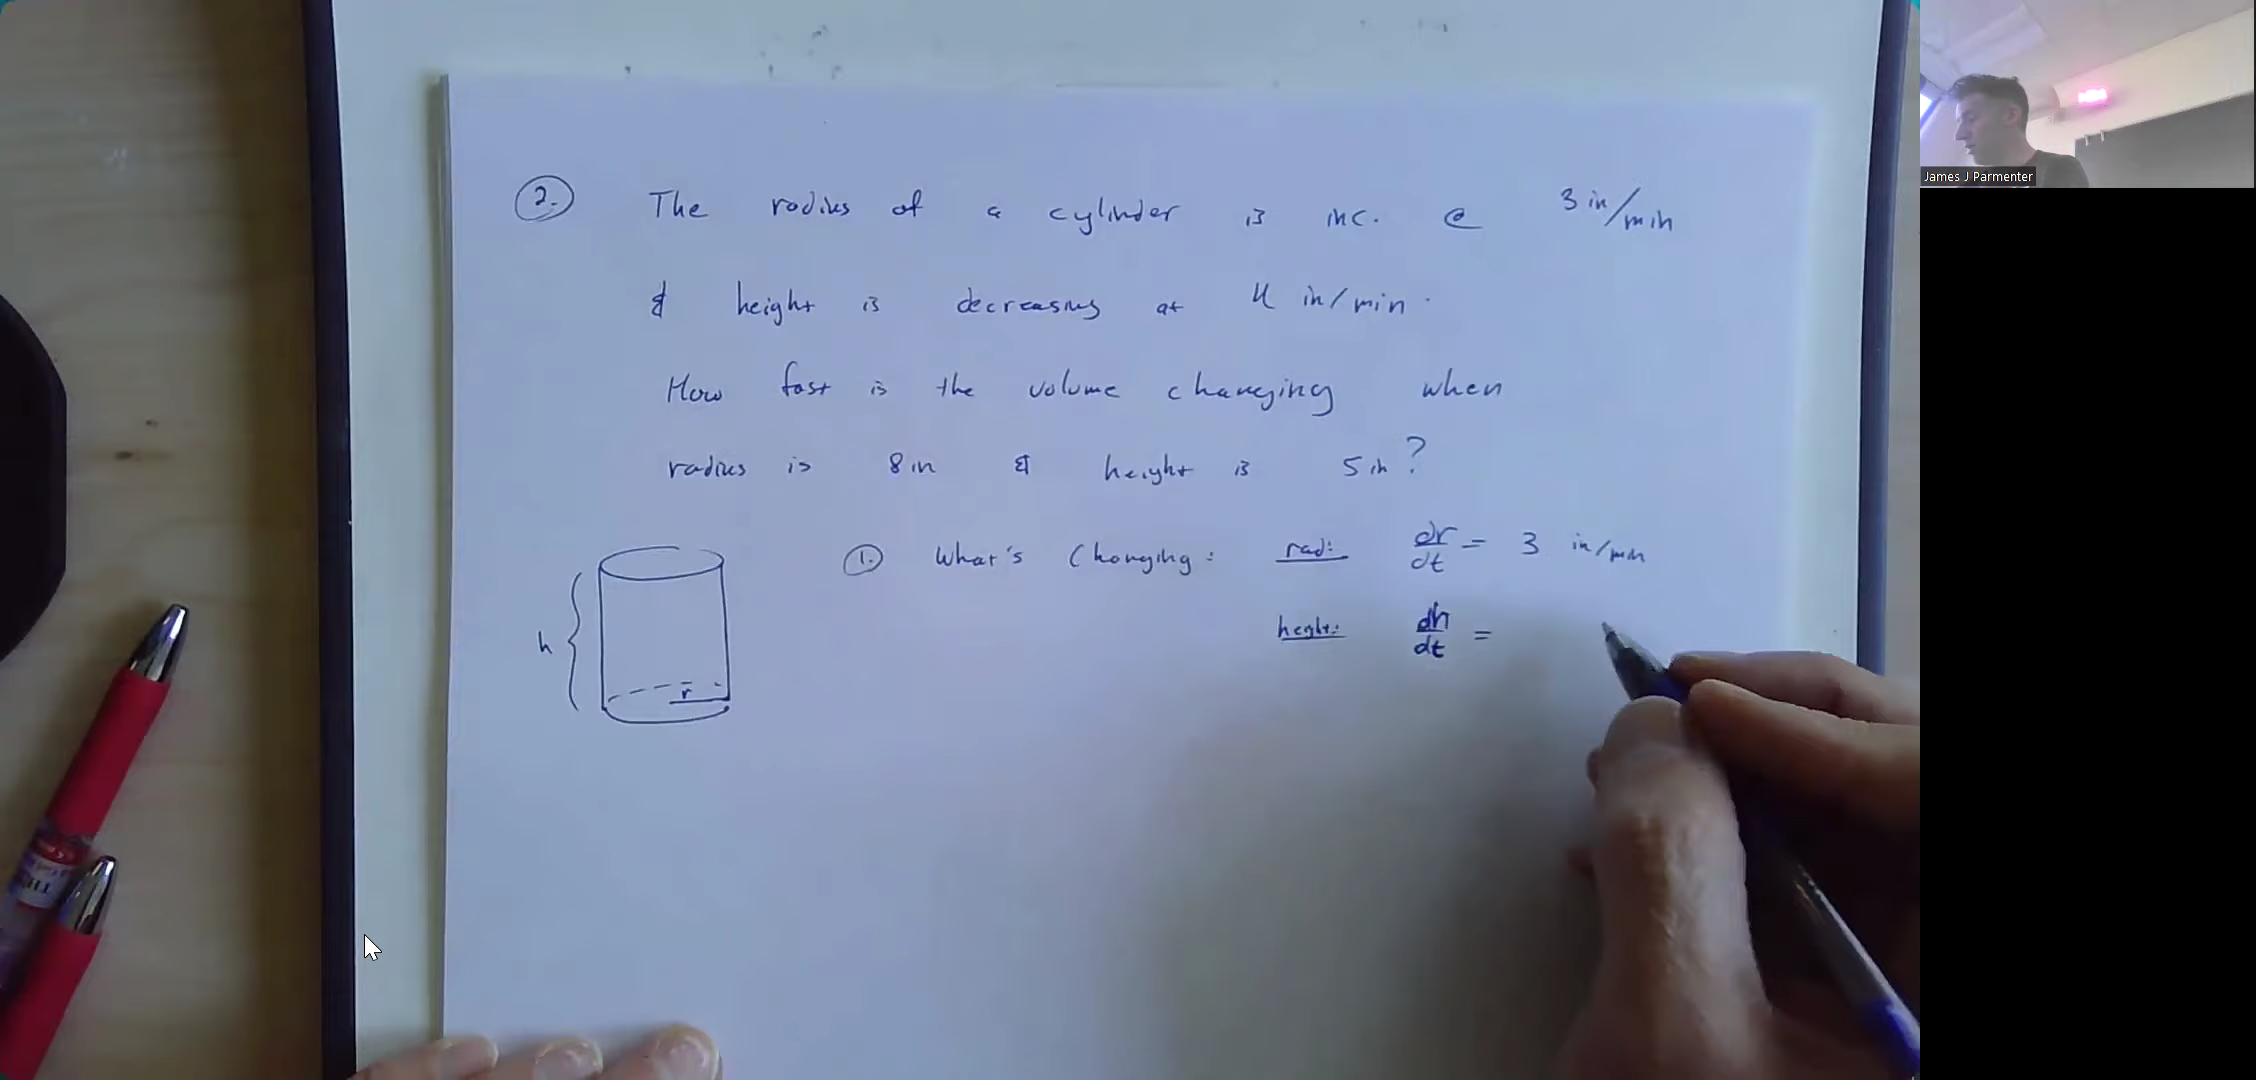 2. The radius of a cylinder is inc. @ 3 in/min
& height is decreasing at 4 in/min.
How fast is the volume changing when
radius is 8 in & height is 5 in?
1. What's Changing: rad: dr/dt = 3 in/min
height: dh/dt =
h
r
James J Parmenter